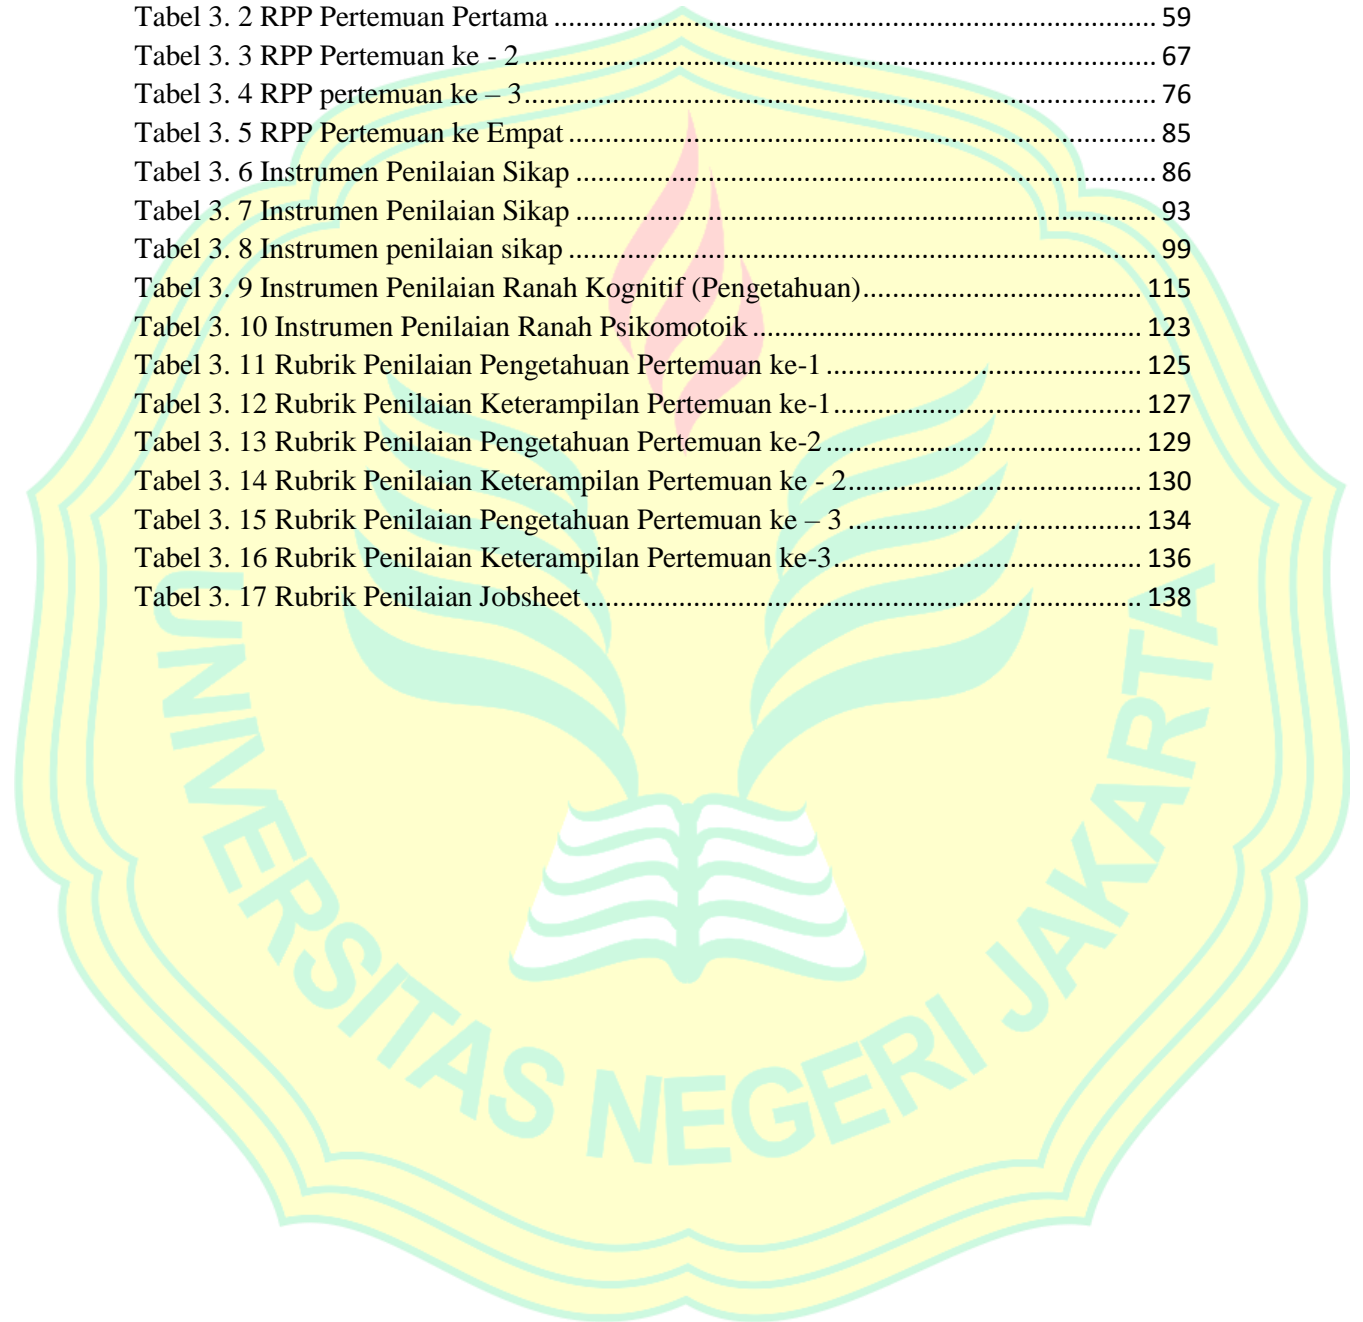 Tabel 3. 2 RPP Pertemuan Pertama ........................................................................................... 59
Tabel 3. 3 RPP Pertemuan ke - 2 ............................................................................................... 67
Tabel 3. 4 RPP pertemuan ke – 3 ............................................................................................... 76
Tabel 3. 5 RPP Pertemuan ke Empat ......................................................................................... 85
Tabel 3. 6 Instrumen Penilaian Sikap ........................................................................................ 86
Tabel 3. 7 Instrumen Penilaian Sikap ........................................................................................ 93
Tabel 3. 8 Instrumen penilaian sikap ......................................................................................... 99
Tabel 3. 9 Instrumen Penilaian Ranah Kognitif (Pengetahuan) .......................................... 115
Tabel 3. 10 Instrumen Penilaian Ranah Psikomotoik ........................................................... 123
Tabel 3. 11 Rubrik Penilaian Pengetahuan Pertemuan ke-1 ................................................ 125
Tabel 3. 12 Rubrik Penilaian Keterampilan Pertemuan ke-1 ............................................... 127
Tabel 3. 13 Rubrik Penilaian Pengetahuan Pertemuan ke-2 ................................................ 129
Tabel 3. 14 Rubrik Penilaian Keterampilan Pertemuan ke - 2 ............................................. 130
Tabel 3. 15 Rubrik Penilaian Pengetahuan Pertemuan ke – 3 ............................................. 134
Tabel 3. 16 Rubrik Penilaian Keterampilan Pertemuan ke-3 ............................................... 136
Tabel 3. 17 Rubrik Penilaian Jobsheet ..................................................................................... 138
UNIVERSITAS NEGERI JAKARTA